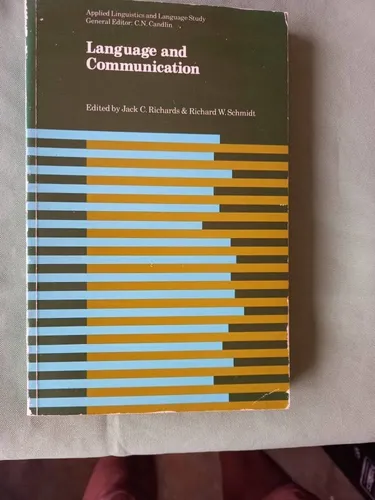 Applied Linguistics and Language Study
General Editor: C.N. Candlin
Language and
Communication
Edited by Jack C. Richards & Richard W. Schmidt